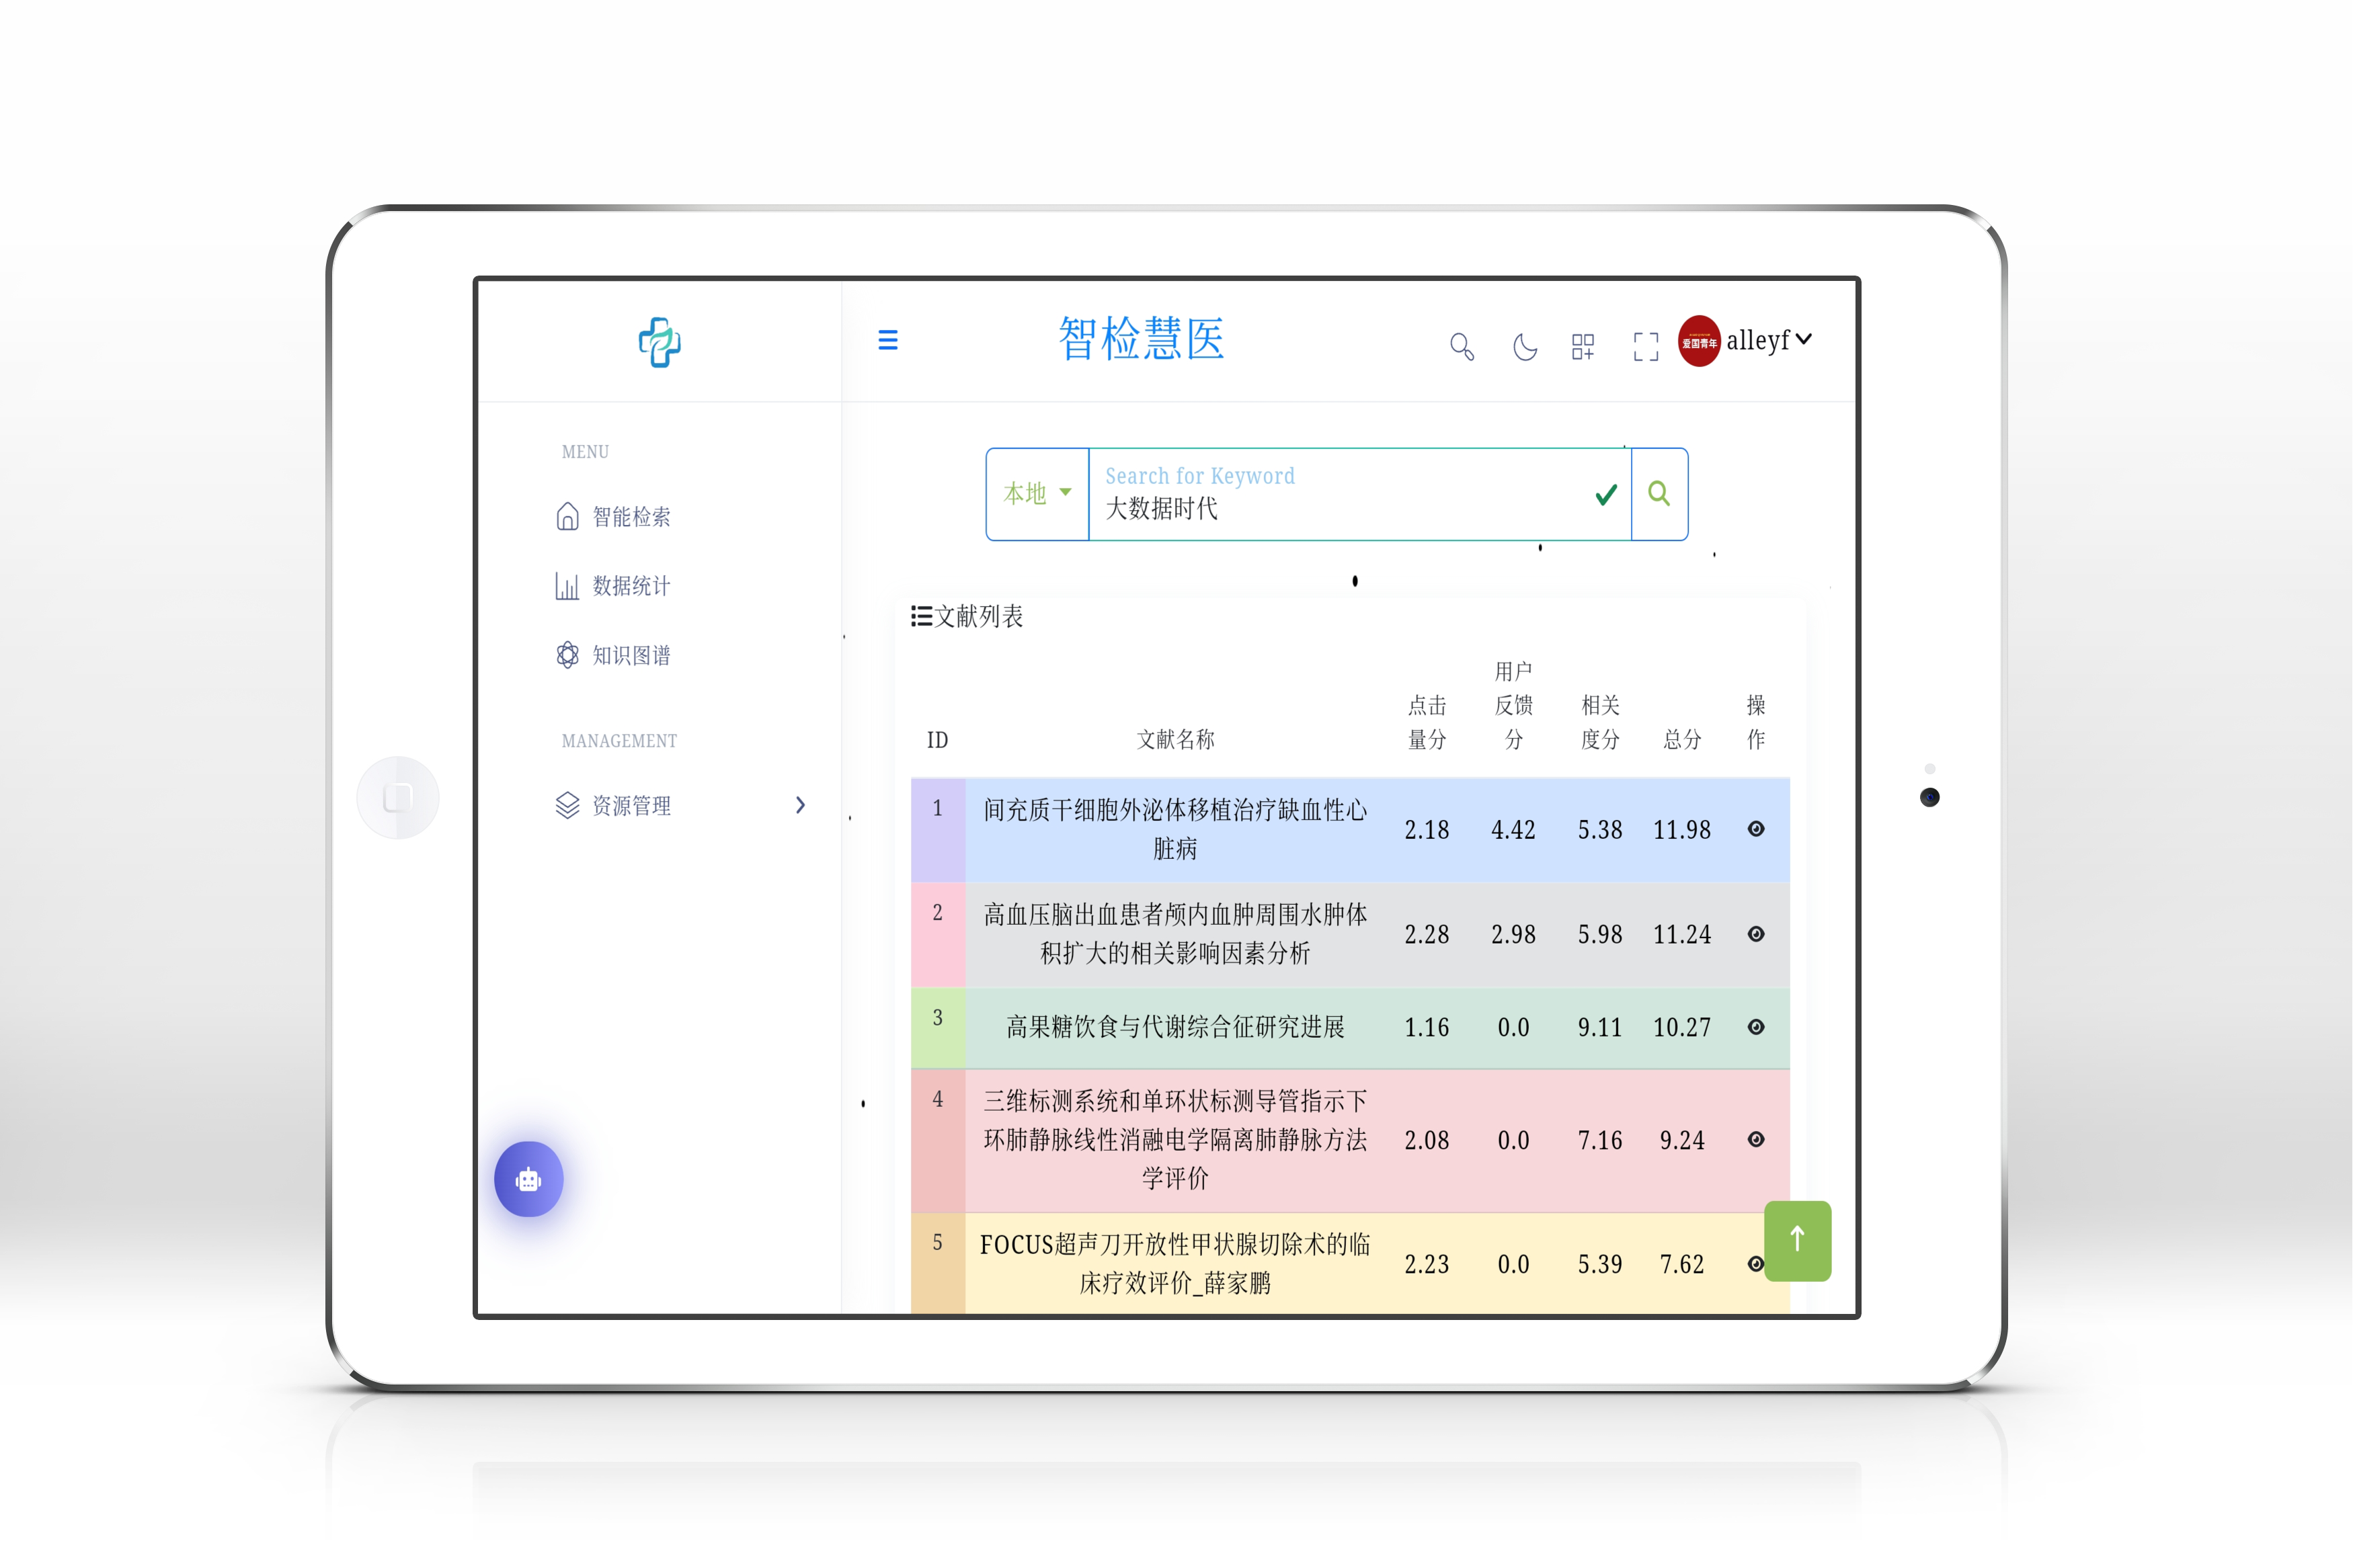 智检慧医
爱国青年
alleyf
MENU
智能检索
数据统计
知识图谱
MANAGEMENT
资源管理
本地
Search for Keyword
大数据时代
文献列表
ID
文献名称
点击
量分
用户
反馈
分
相关
度分
总分
操
作
1
间充质干细胞外泌体移植治疗缺血性心
脏病
2.18
4.42
5.38
11.98
2
高血压脑出血患者颅内血肿周围水肿体
积扩大的相关影响因素分析
2.28
2.98
5.98
11.24
3
高果糖饮食与代谢综合征研究进展
1.16
0.0
9.11
10.27
4
三维标测系统和单环状标测导管指示下
环肺静脉线性消融电学隔离肺静脉方法
学评价
2.08
0.0
7.16
9.24
5
FOCUS超声刀开放性甲状腺切除术的临
床疗效评价_薛家鹏
2.23
0.0
5.39
7.62